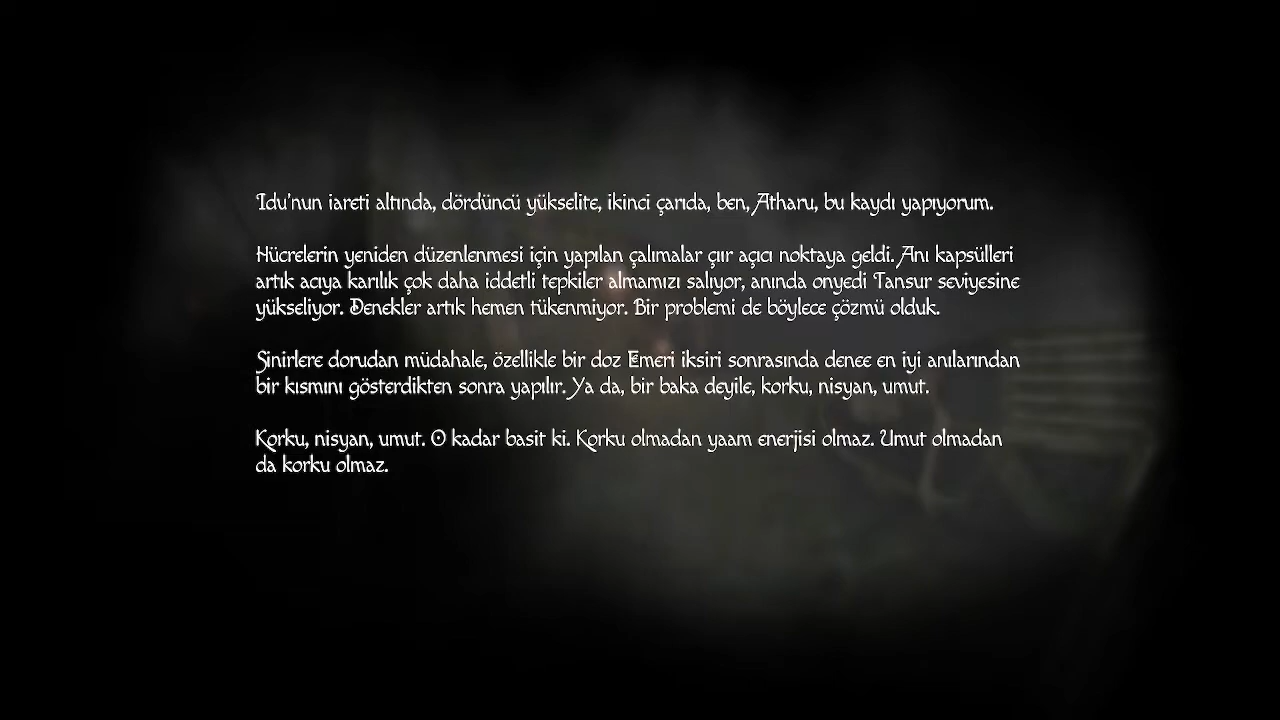 Idu'nun iareti altında, dördüncü yükselite, ikinci çarıda, ben, Atharu, bu kaydı yapıyorum.
Hücrelerin yeniden düzenlenmesi için yapılan çalımalar çıır açıcı noktaya geldi. Anı kapsülleri
artık acıya karılık çok daha iddetli tepkiler almamızı salıyor, anında onyedi Tansur seviyesine
yükseliyor. Denekler artık hemen tükenmiyor. Bir problemi de böylece çözmü olduk.
Sinirlere dorudan müdahale, özellikle bir doz Emeri iksiri sonrasında denee en iyi anılarından
bir kısmını gösterdikten sonra yapılır. Ya da, bir baka deyile, korku, nisyan, umut.
Korku, nisyan, umut. O kadar basit ki. Korku olmadan yaam enerjisi olmaz. Umut olmadan
da korku olmaz.